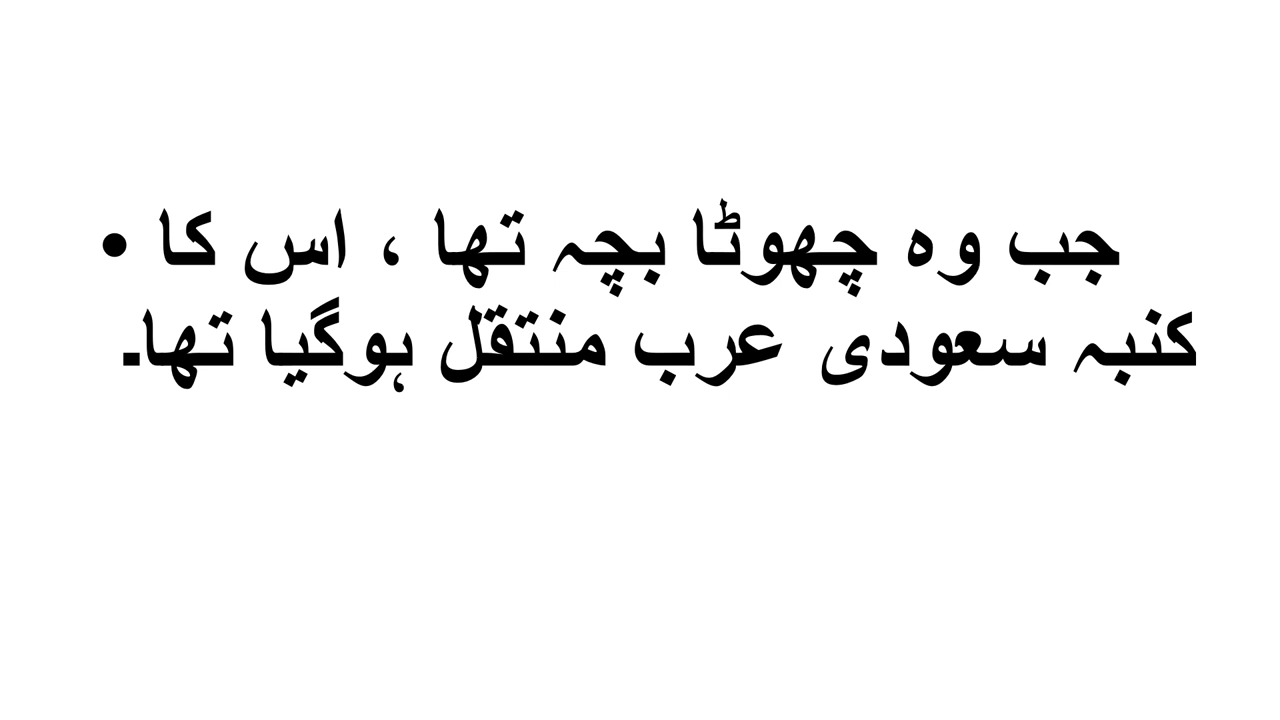 • جب وہ چھوٹا بچہ تھا ، اس کا
کنبہ سعودی عرب منتقل ہوگیا تھا۔